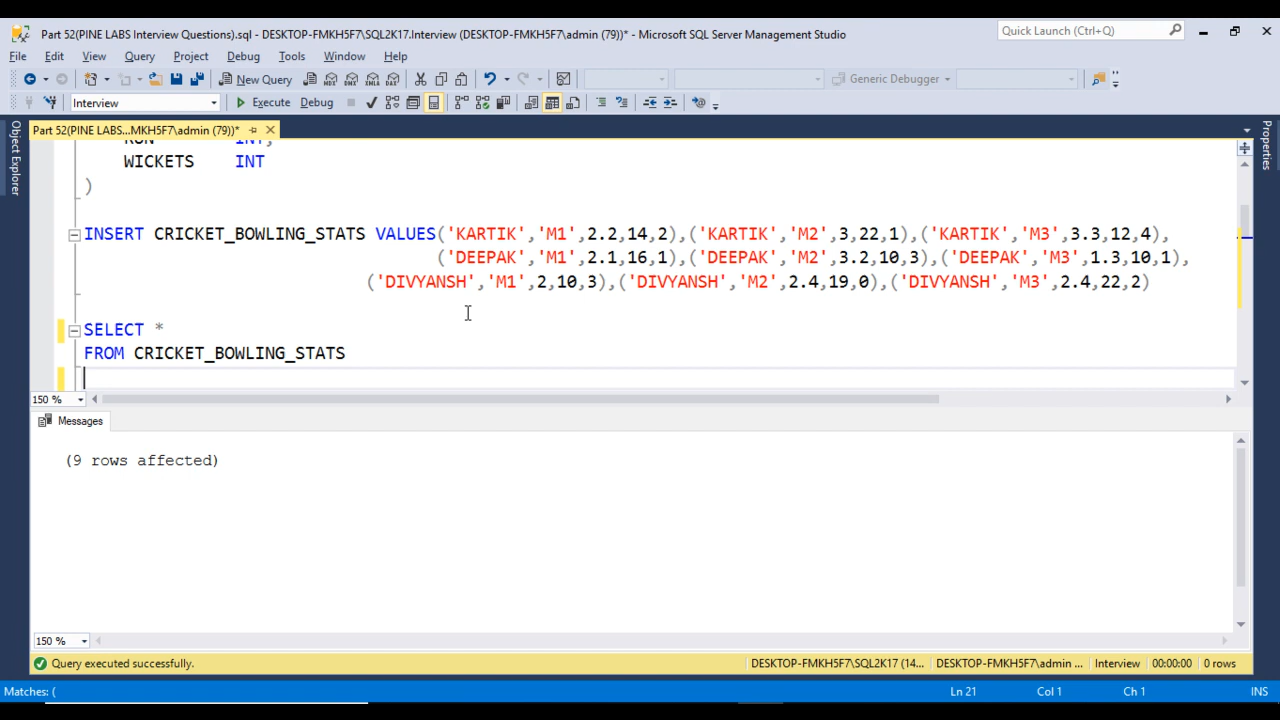 Part 52(PINE LABS Interview Questions).sql - DESKTOP-FMKH5F7\SQL2K17.Interview (DESKTOP-FMKH5F7\admin (79))* - Microsoft SQL Server Management Studio
Quick Launch (Ctrl+Q)
File Edit View Query Project Debug Tools Window Help
New Query
Generic Debugger
Interview
Execute Debug
Part 52(PINE LABS...MKH5F7\admin (79))*
Object Explorer
Properties
RUN INT,
WICKETS INT
)
INSERT CRICKET_BOWLING_STATS VALUES('KARTIK','M1',2.2,14,2),('KARTIK','M2',3,22,1),('KARTIK','M3',3.3,12,4),
('DEEPAK','M1',2.1,16,1),('DEEPAK','M2',3.2,10,3),('DEEPAK','M3',1.3,10,1),
('DIVYANSH','M1',2,10,3),('DIVYANSH','M2',2.4,19,0),('DIVYANSH','M3',2.4,22,2)
SELECT *
FROM CRICKET_BOWLING_STATS
150 %
Messages
(9 rows affected)
150 %
Query executed successfully.
DESKTOP-FMKH5F7\SQL2K17 (14... DESKTOP-FMKH5F7\admin ... Interview 00:00:00 0 rows
Matches: (
Ln 21 Col 1 Ch 1 INS